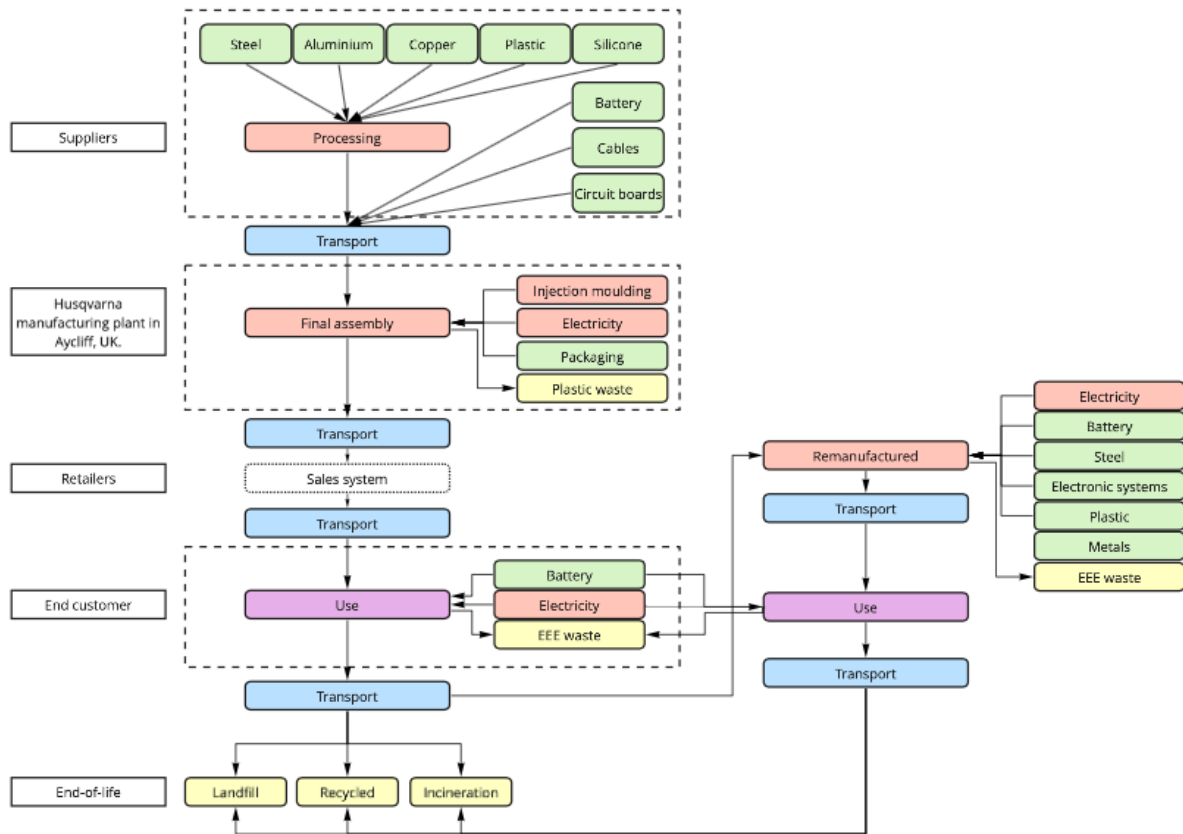 Steel
Aluminium
Copper
Plastic
Silicone
Battery
Suppliers
Processing
Cables
Circuit boards
Transport
Husqvarna
manufacturing plant in
Aycliff, UK.
Final assembly
Injection moulding
Electricity
Packaging
Plastic waste
Transport
Retailers
Sales system
Transport
Remanufactured
Electricity
Battery
Steel
Electronic systems
Plastic
Metals
EEE waste
Transport
End customer
Use
Battery
Electricity
EEE waste
Use
Transport
Transport
End-of-life
Landfill
Recycled
Incineration